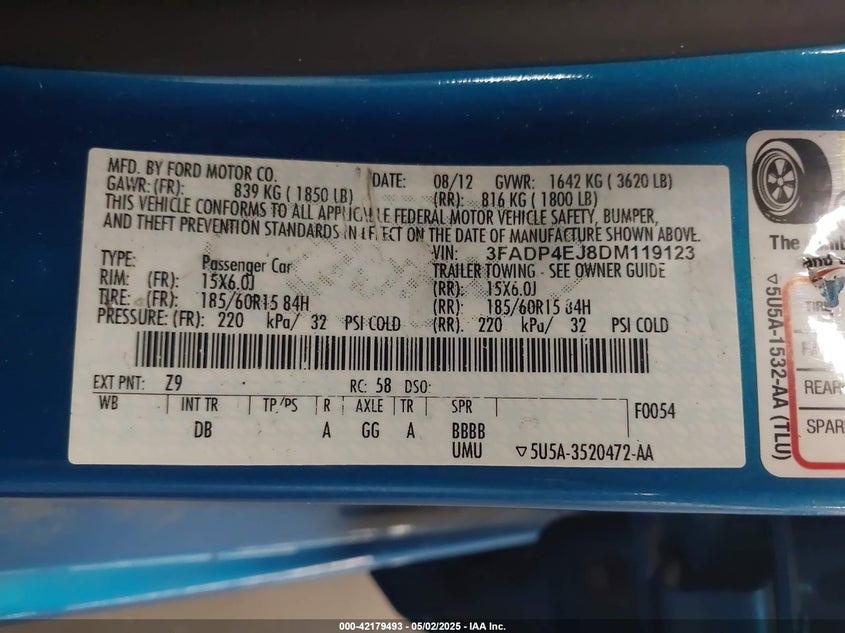 MFD. BY FORD MOTOR CO. DATE: 08/12 GVWR: 1642 KG ( 3620 LB)
GAWR: (FR): 839 KG ( 1850 LB) (RR): 816 KG ( 1800 LB)
THIS VEHICLE CONFORMS TO ALL APPLICABLE FEDERAL MOTOR VEHICLE SAFETY, BUMPER,
AND THEFT PREVENTION STANDARDS IN EFFECT ON THE DATE OF MANUFACTURE SHOWN ABOVE.
VIN: 3FADP4EJ8DM119123
TYPE: Passenger Car TRAILER TOWING - SEE OWNER GUIDE
RIM: (FR): 15X6.0J (RR): 15X6.0J
TIRE: (FR): 185/60R15 84H (RR): 185/60R15 84H
PRESSURE: (FR): 220 kPa/ 32 PSI COLD (RR): 220 kPa/ 32 PSI COLD
EXT PNT: Z9 RC: 58 DSO:
WB INT TR TP/PS R AXLE TR SPR F0054
DB A GG A BBBB
UMU ▽5U5A-3520472-AA
The
and
TIRE
REAR
SPAR
▽5U5A-1532-AA (TLU)
000-42179493 - 05/02/2025 - IAA Inc.